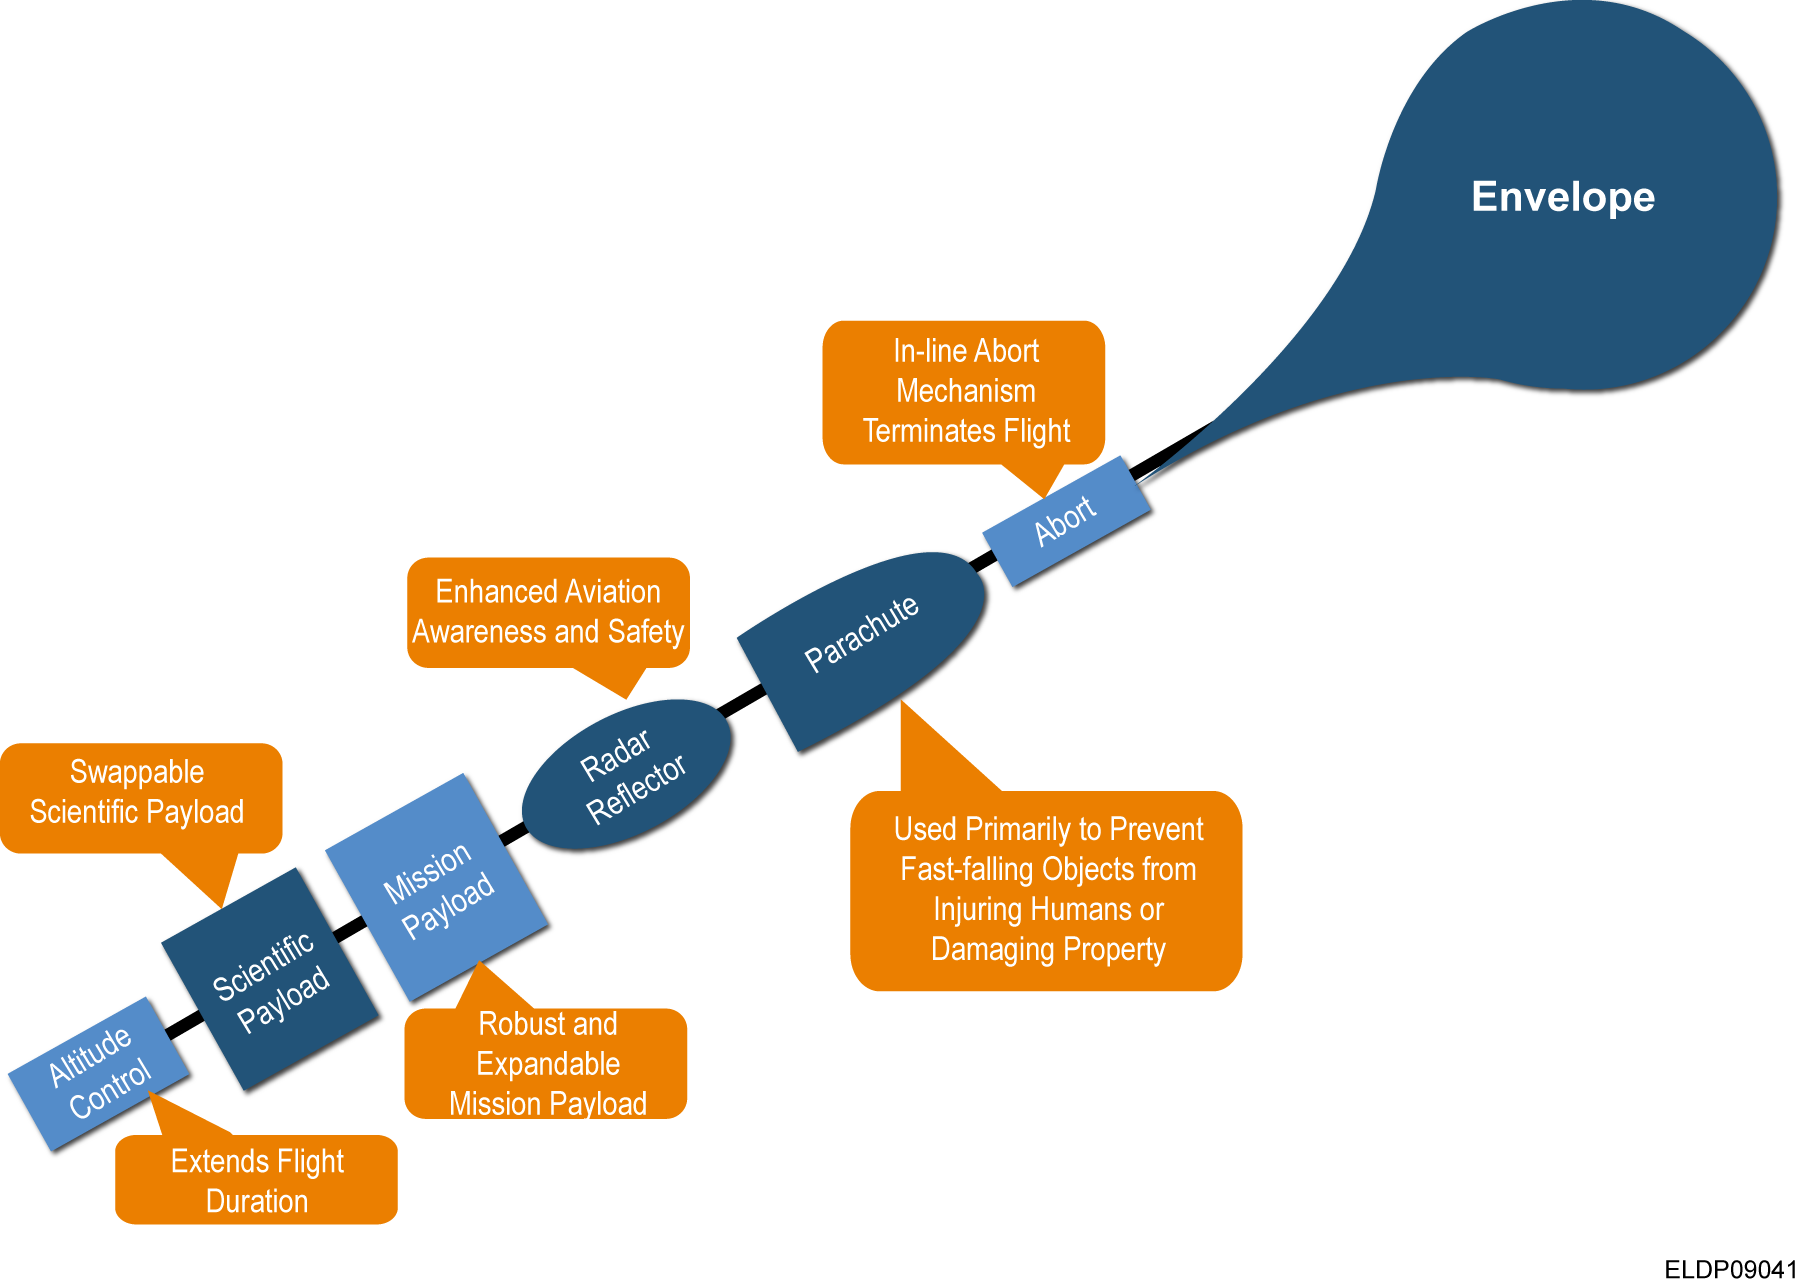 Envelope
In-line Abort
Mechanism
Terminates Flight
Abort
Enhanced Aviation
Awareness and Safety
Parachute
Radar
Reflector
Swappable
Scientific Payload
Used Primarily to Prevent
Fast-falling Objects from
Injuring Humans or
Damaging Property
Mission
Payload
Scientific
Payload
Robust and
Expandable
Mission Payload
Altitude
Control
Extends Flight
Duration
ELDP09041